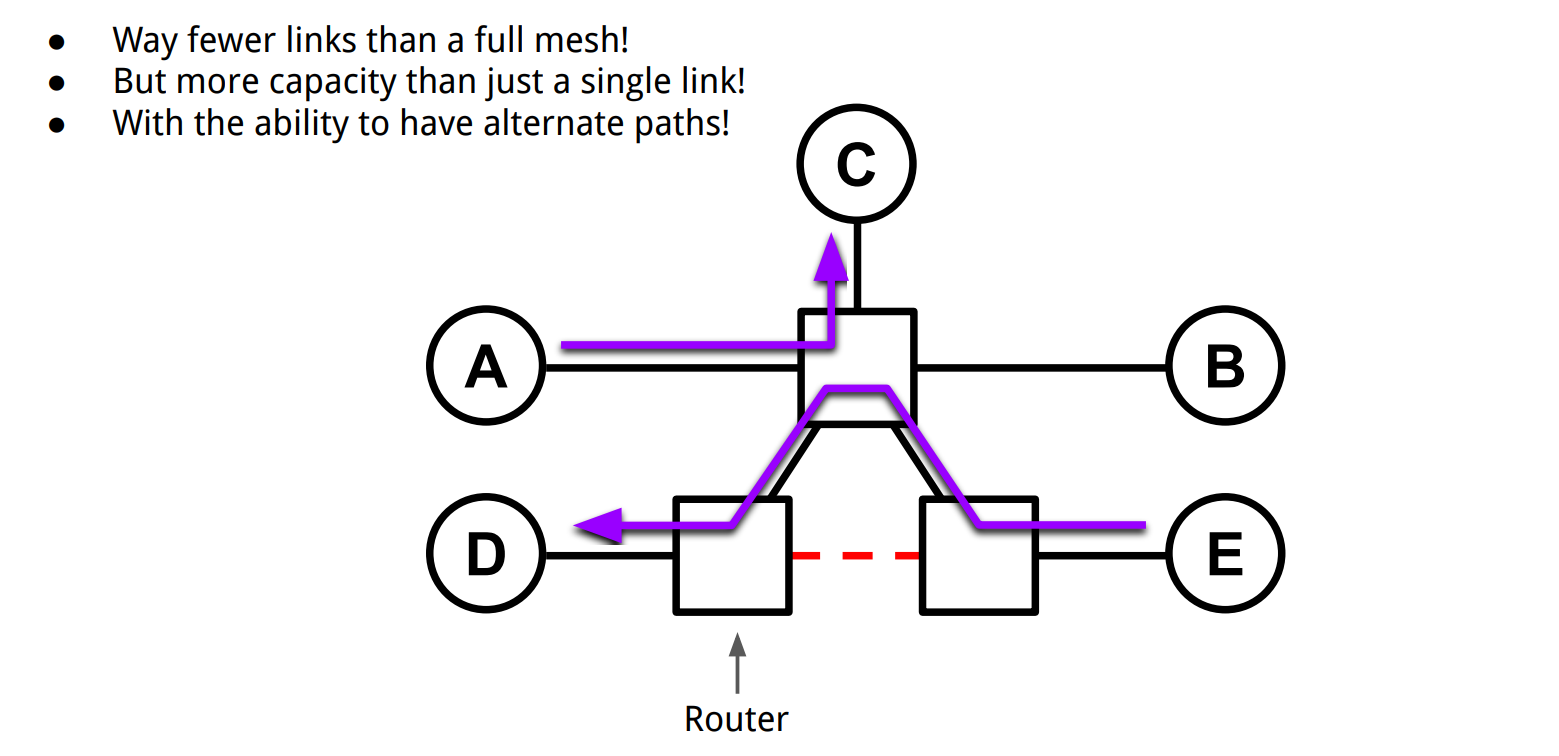 ● Way fewer links than a full mesh!
● But more capacity than just a single link!
● With the ability to have alternate paths!
C
A
B
D
E
Router